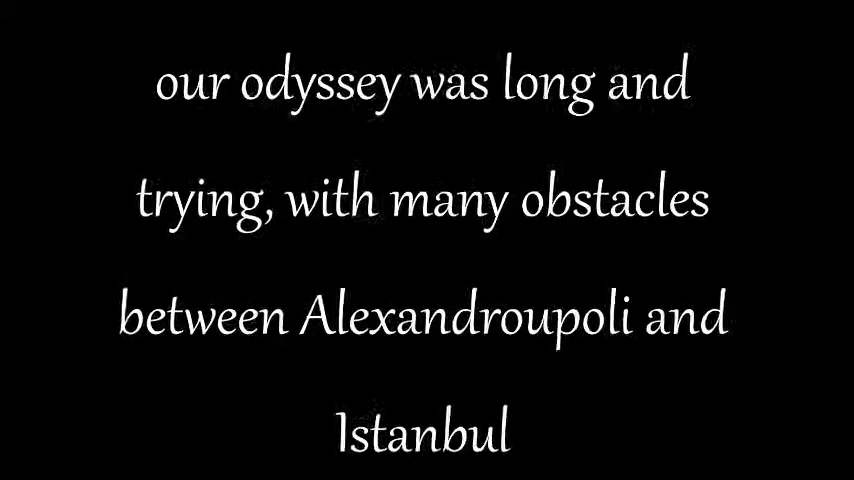 our odyssey was long and
trying, with many obstacles
between Alexandroupoli and
Istanbul